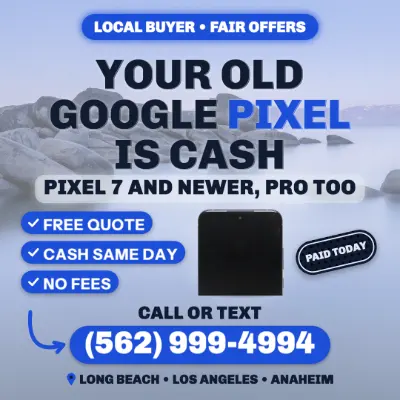 LOCAL BUYER • FAIR OFFERS
YOUR OLD
GOOGLE PIXEL
IS CASH
PIXEL 7 AND NEWER, PRO TOO
FREE QUOTE
CASH SAME DAY
NO FEES
PAID TODAY
CALL OR TEXT
(562) 999-4994
LONG BEACH • LOS ANGELES • ANAHEIM